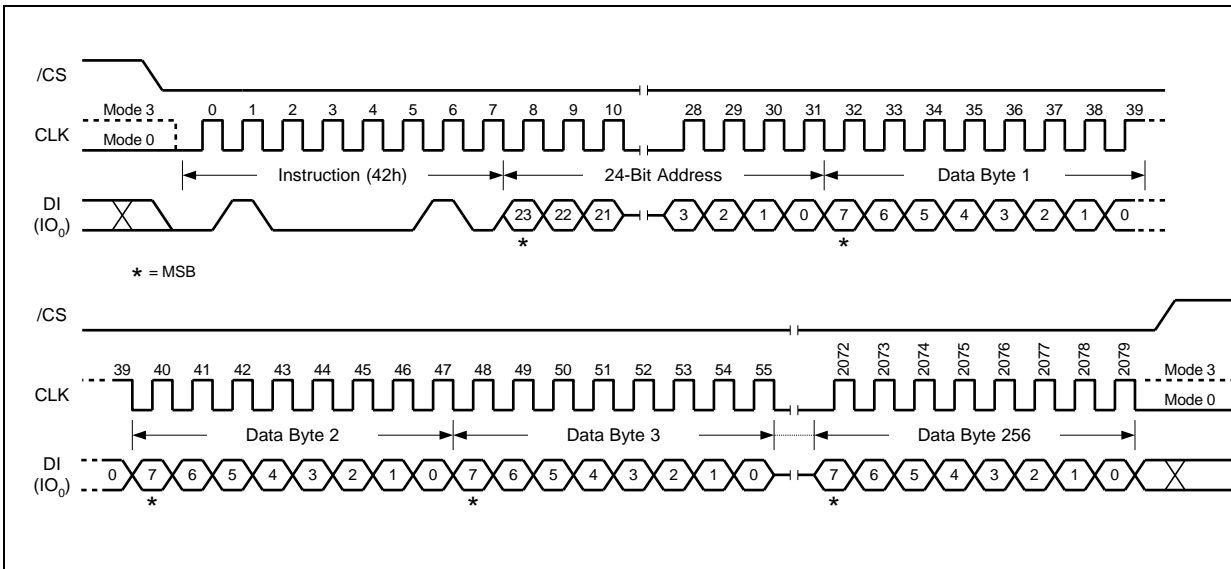 /CS
Mode 3
0 1 2 3 4 5 6 7 8 9 10 28 29 30 31 32 33 34 35 36 37 38 39
CLK
Mode 0
Instruction (42h) 24-Bit Address Data Byte 1
DI
(IO0)
23 22 21 3 2 1 0 7 6 5 4 3 2 1 0
* *
* = MSB
/CS
39 40 41 42 43 44 45 46 47 48 49 50 51 52 53 54 55 2072 2073 2074 2075 2076 2077 2078 2079
Mode 3
CLK
Mode 0
Data Byte 2 Data Byte 3 Data Byte 256
DI
(IO0)
0 7 6 5 4 3 2 1 0 7 6 5 4 3 2 1 0 7 6 5 4 3 2 1 0
* * *